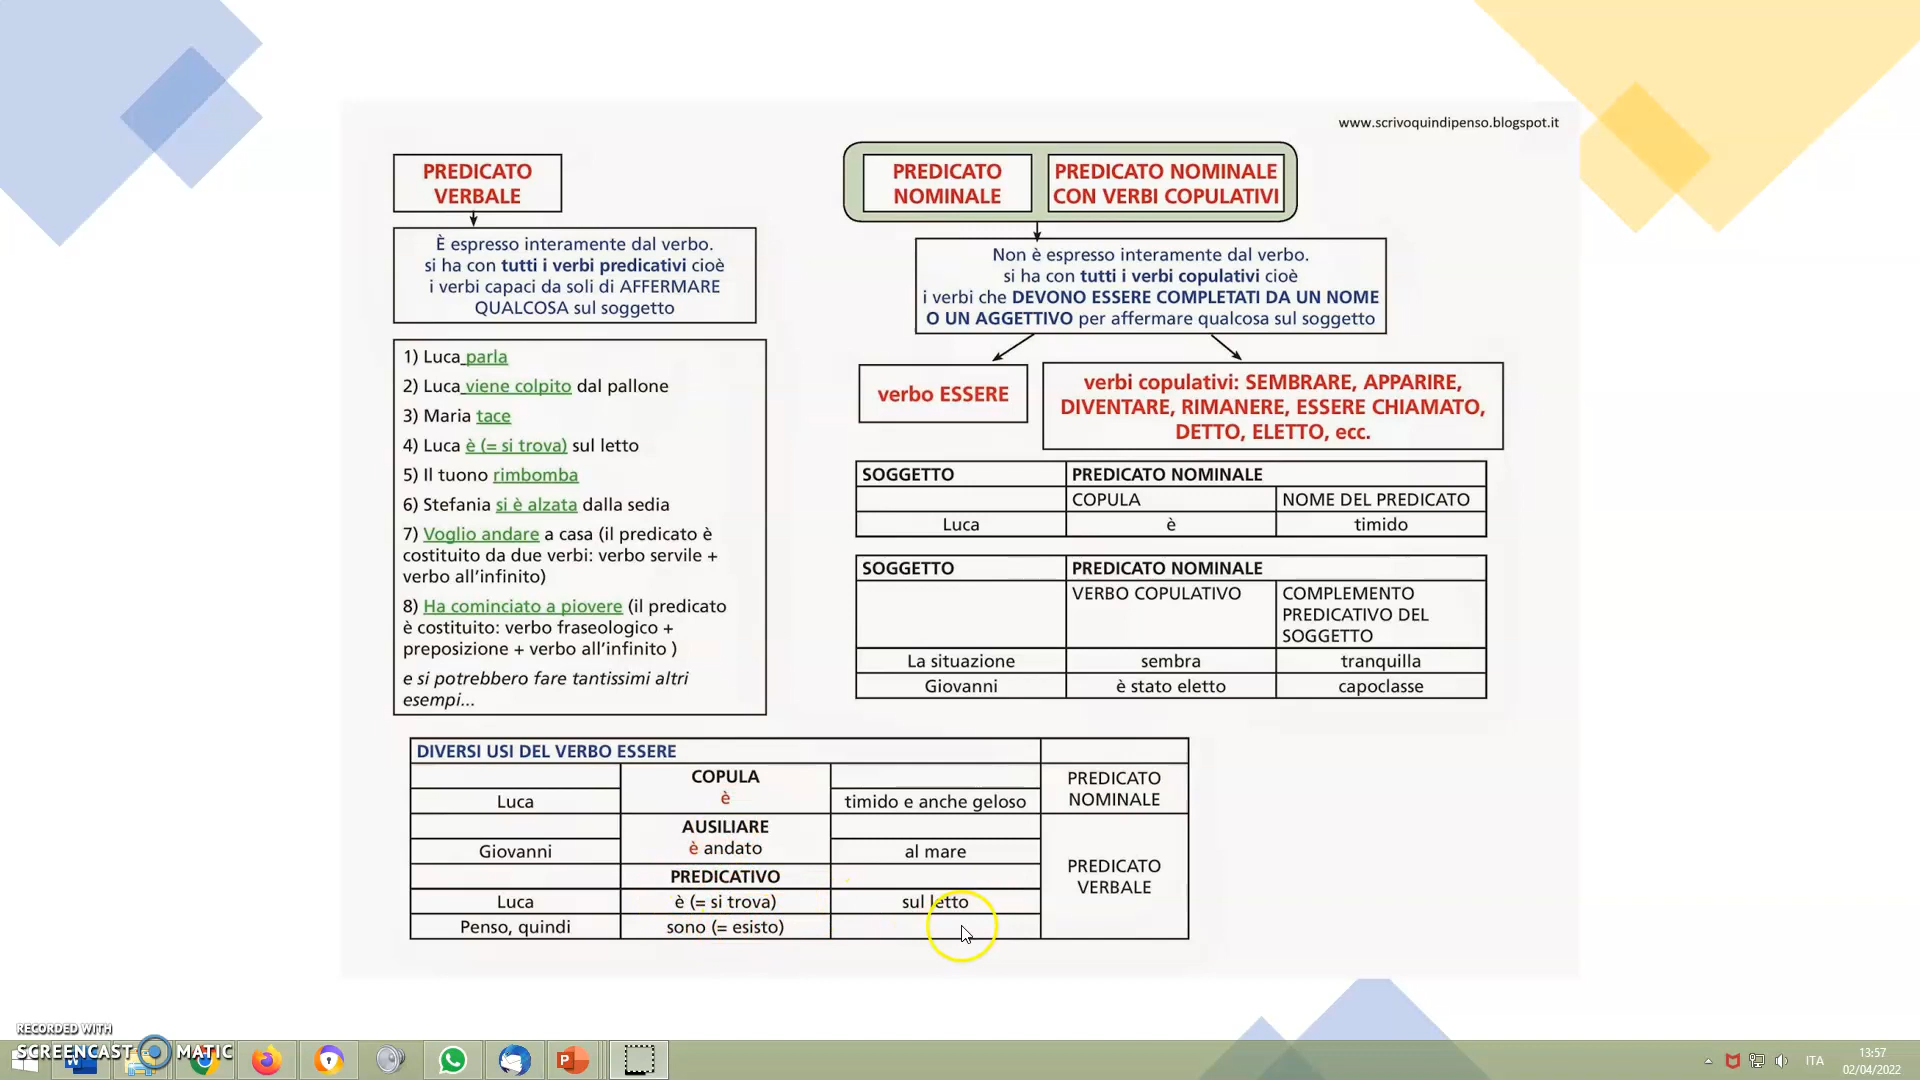 www.scrivoquindipenso.blogspot.it
PREDICATO
VERBALE
È espresso interamente dal verbo.
si ha con tutti i verbi predicativi cioè
i verbi capaci da soli di AFFERMARE
QUALCOSA sul soggetto
1) Luca parla
2) Luca viene colpito dal pallone
3) Maria tace
4) Luca è (= si trova) sul letto
5) Il tuono rimbomba
6) Stefania si è alzata dalla sedia
7) Voglio andare a casa (il predicato è
costituito da due verbi: verbo servile +
verbo all'infinito)
8) Ha cominciato a piovere (il predicato
è costituito: verbo fraseologico +
preposizione + verbo all'infinito )
e si potrebbero fare tantissimi altri
esempi...
PREDICATO
NOMINALE
PREDICATO NOMINALE
CON VERBI COPULATIVI
Non è espresso interamente dal verbo.
si ha con tutti i verbi copulativi cioè
i verbi che DEVONO ESSERE COMPLETATI DA UN NOME
O UN AGGETTIVO per affermare qualcosa sul soggetto
verbo ESSERE
verbi copulativi: SEMBRARE, APPARIRE,
DIVENTARE, RIMANERE, ESSERE CHIAMATO,
DETTO, ELETTO, ecc.
SOGGETTO PREDICATO NOMINALE
COPULA NOME DEL PREDICATO
Luca è timido
SOGGETTO PREDICATO NOMINALE
VERBO COPULATIVO COMPLEMENTO
PREDICATIVO DEL
SOGGETTO
La situazione sembra tranquilla
Giovanni è stato eletto capoclasse
DIVERSI USI DEL VERBO ESSERE
COPULA
Luca è timido e anche geloso
PREDICATO
NOMINALE
AUSILIARE
Giovanni è andato al mare
PREDICATIVO
Luca è (= si trova) sul letto
Penso, quindi sono (= esisto)
PREDICATO
VERBALE
RECORDED WITH
SCREENCAST MATIC
ITA
13:57
02/04/2022